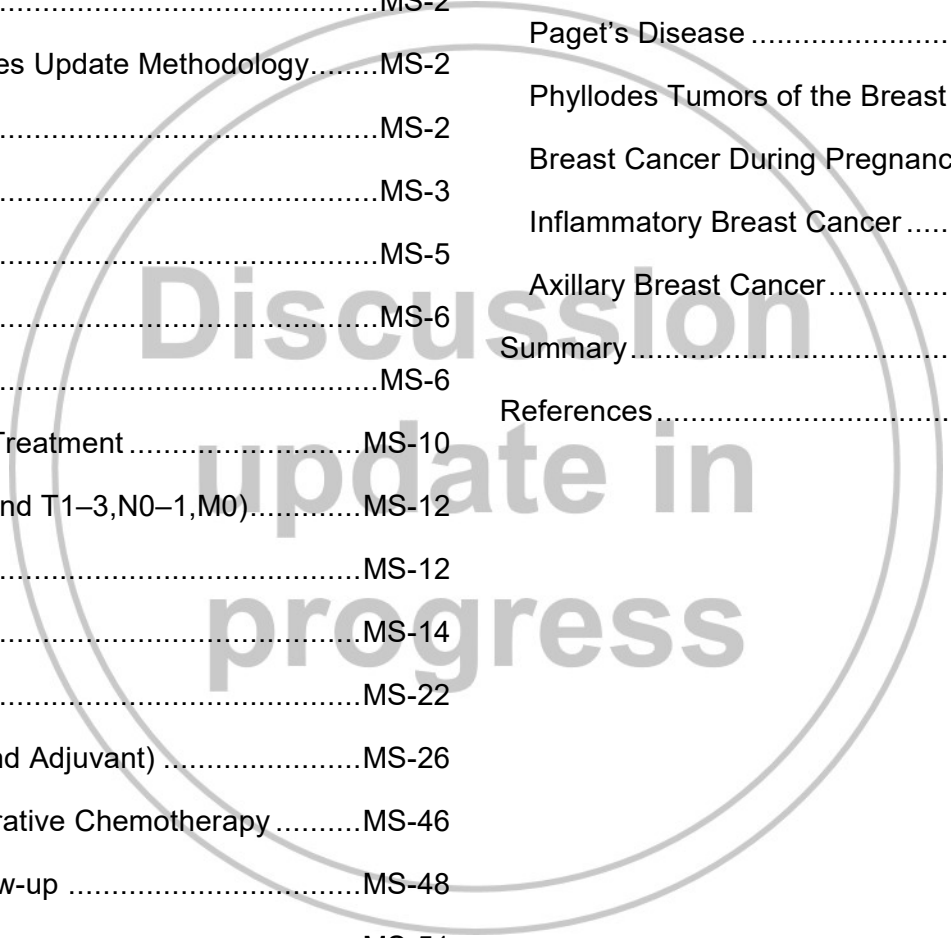 ....................................MS-2
es Update Methodology........MS-2
....................................MS-2
....................................MS-3
....................................MS-5
....................................MS-6
....................................MS-6
Treatment.......................MS-10
nd T1–3,N0–1,M0).............MS-12
....................................MS-12
....................................MS-14
....................................MS-22
nd Adjuvant) ....................MS-26
rative Chemotherapy..........MS-46
w-up ..............................MS-48
Paget's Disease ....................
Phyllodes Tumors of the Breast
Breast Cancer During Pregnanc
Inflammatory Breast Cancer .....
Axillary Breast Cancer.............
Summary................................
References..............................
Discussion
update in
progress